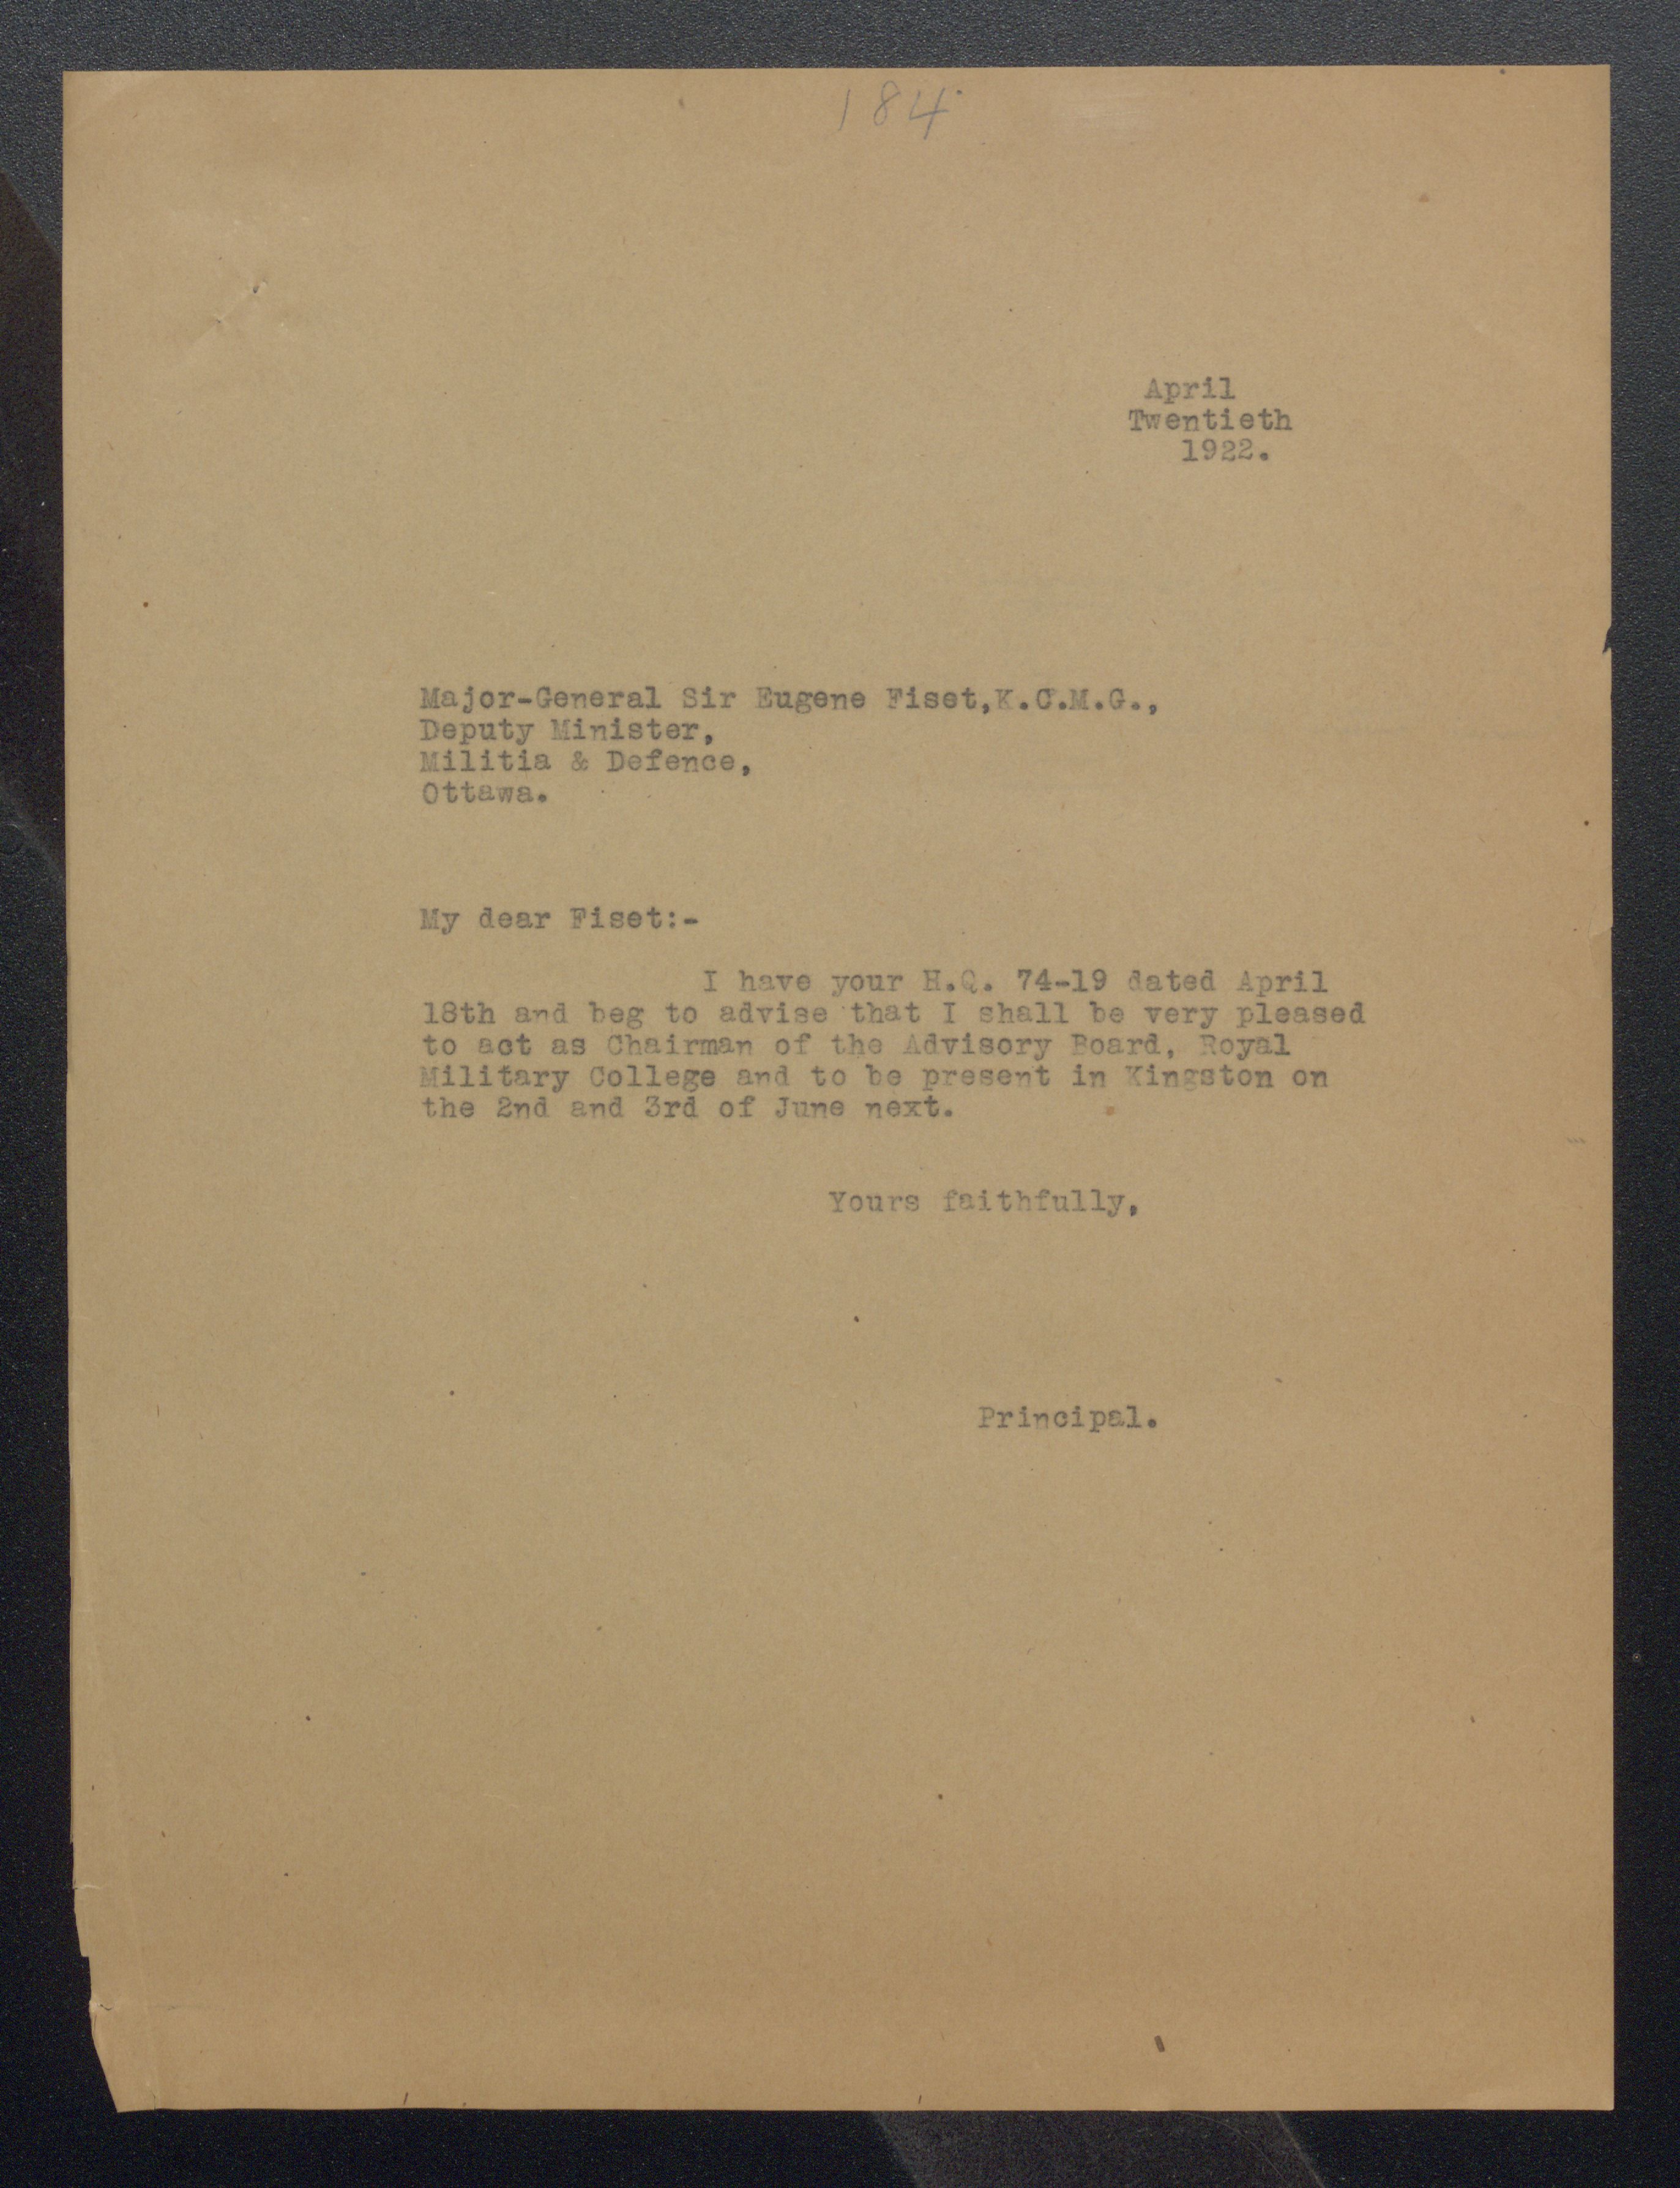 184
April
Twentieth
1922.
Major-General Sir Eugene Fiset,K.C.M.G.,
Deputy Minister,
Militia & Defence,
Ottawa.
My dear Fiset:-
I have your H.Q. 74-19 dated April
18th and beg to advise that I shall be very pleased
to act as Chairman of the Advisory Board, Royal
Military College and to be present in Kingston on
the 2nd and 3rd of June next.
Yours faithfully,
Principal.